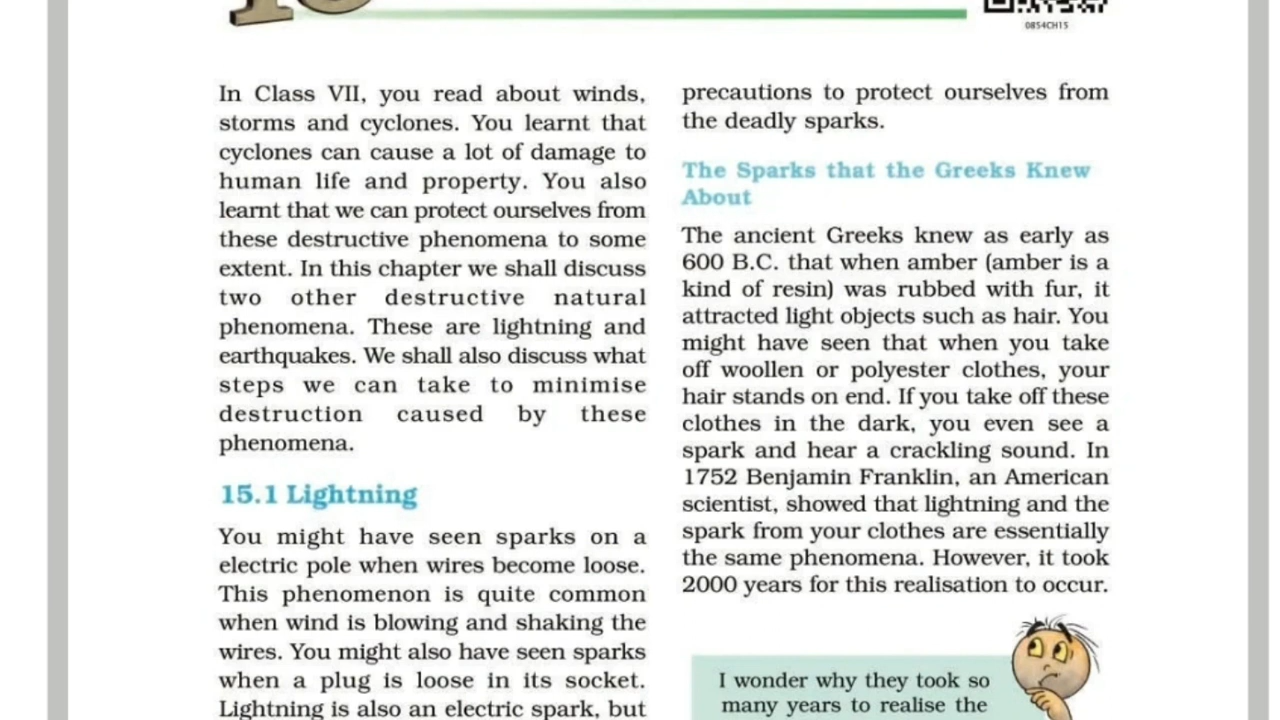 0854CH15
In Class VII, you read about winds,
storms and cyclones. You learnt that
cyclones can cause a lot of damage to
human life and property. You also
learnt that we can protect ourselves from
these destructive phenomena to some
extent. In this chapter we shall discuss
two other destructive natural
phenomena. These are lightning and
earthquakes. We shall also discuss what
steps we can take to minimise
destruction caused by these
phenomena.
15.1 Lightning
You might have seen sparks on a
electric pole when wires become loose.
This phenomenon is quite common
when wind is blowing and shaking the
wires. You might also have seen sparks
when a plug is loose in its socket.
Lightning is also an electric spark, but
precautions to protect ourselves from
the deadly sparks.
The Sparks that the Greeks Knew
About
The ancient Greeks knew as early as
600 B.C. that when amber (amber is a
kind of resin) was rubbed with fur, it
attracted light objects such as hair. You
might have seen that when you take
off woollen or polyester clothes, your
hair stands on end. If you take off these
clothes in the dark, you even see a
spark and hear a crackling sound. In
1752 Benjamin Franklin, an American
scientist, showed that lightning and the
spark from your clothes are essentially
the same phenomena. However, it took
2000 years for this realisation to occur.
I wonder why they took so
many years to realise the